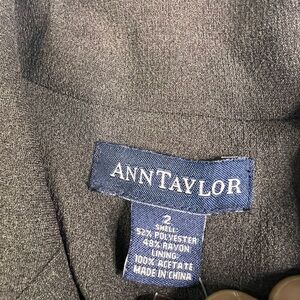 ANNTAYLOR
2
SHELL:
52% POLYESTER
48% RAYON
LINING:
100% ACETATE
MADE IN CHINA